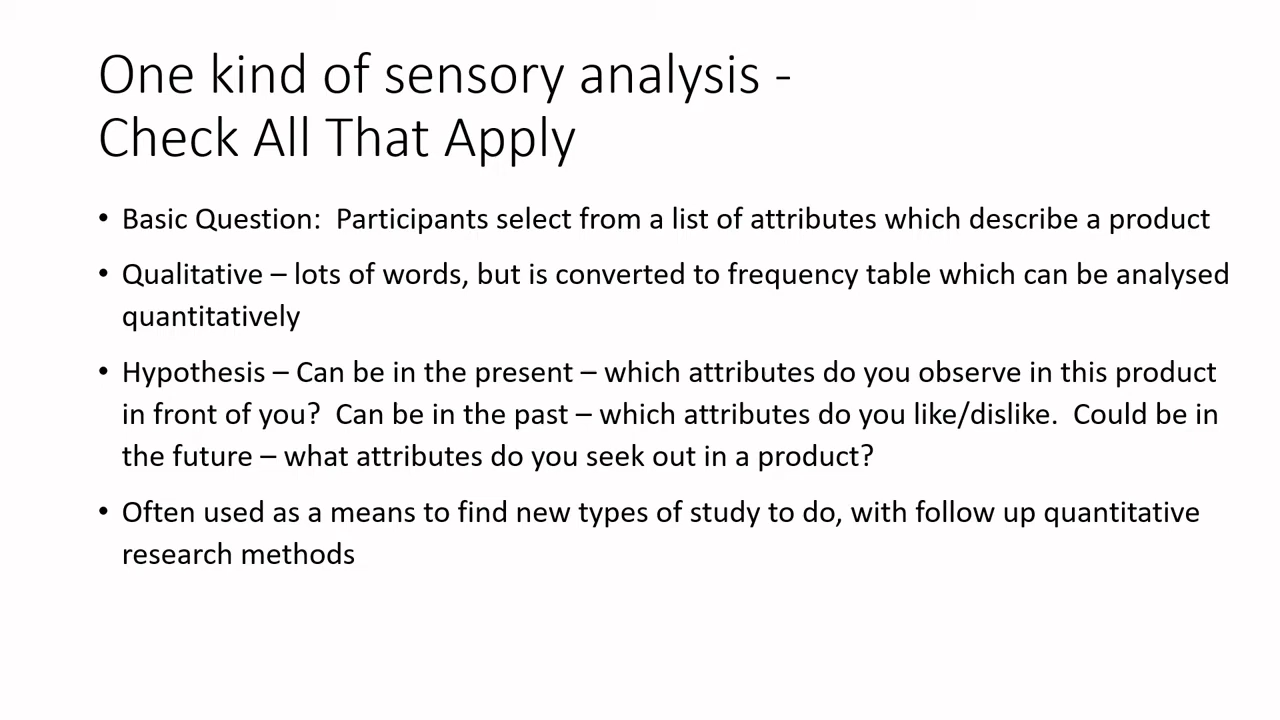 One kind of sensory analysis -
Check All That Apply
• Basic Question:  Participants select from a list of attributes which describe a product
• Qualitative – lots of words, but is converted to frequency table which can be analysed
quantitatively
• Hypothesis – Can be in the present – which attributes do you observe in this product
in front of you?  Can be in the past – which attributes do you like/dislike.  Could be in
the future – what attributes do you seek out in a product?
• Often used as a means to find new types of study to do, with follow up quantitative
research methods